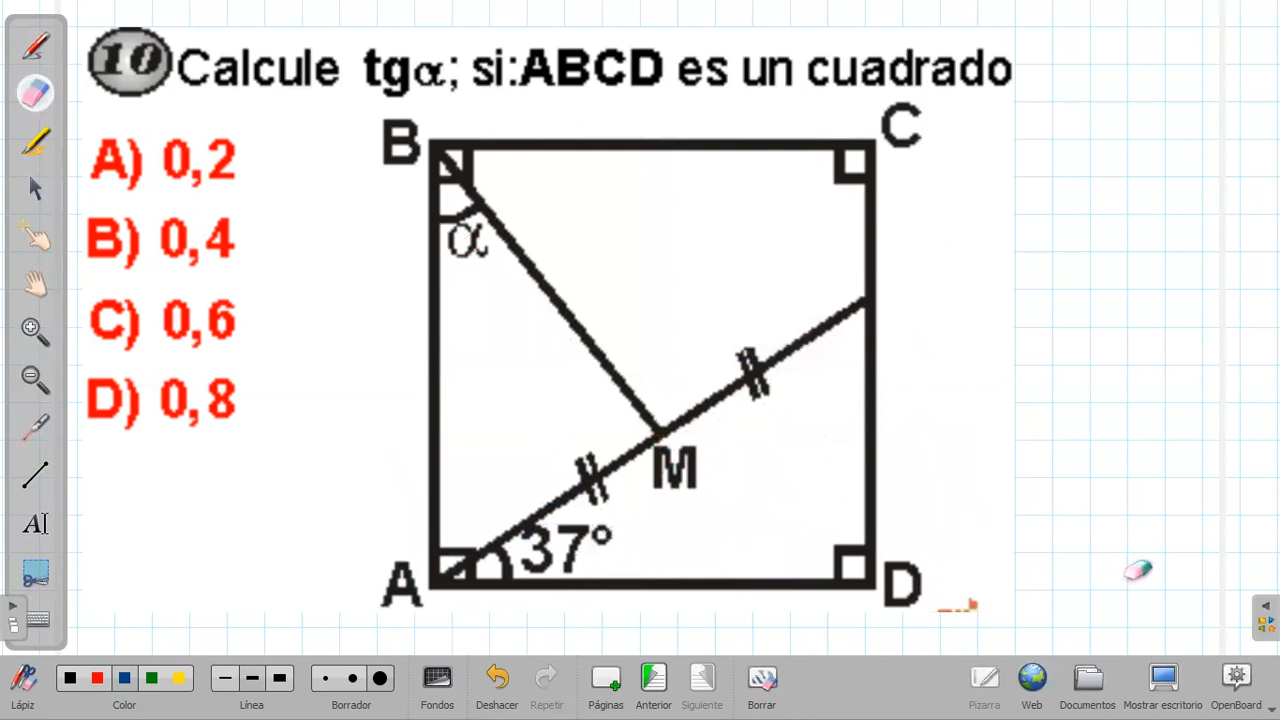 10 Calcule tgα; si:ABCD es un cuadrado
B
C
A) 0,2
B) 0,4
α
C) 0,6
D) 0,8
M
37°
A
D
AI
Lápiz
Color
Línea
Borrador
Fondos
Deshacer
Repetir
Páginas
Anterior
Siguiente
Borrar
Pizarra
Web
Documentos
Mostrar escritorio
OpenBoard